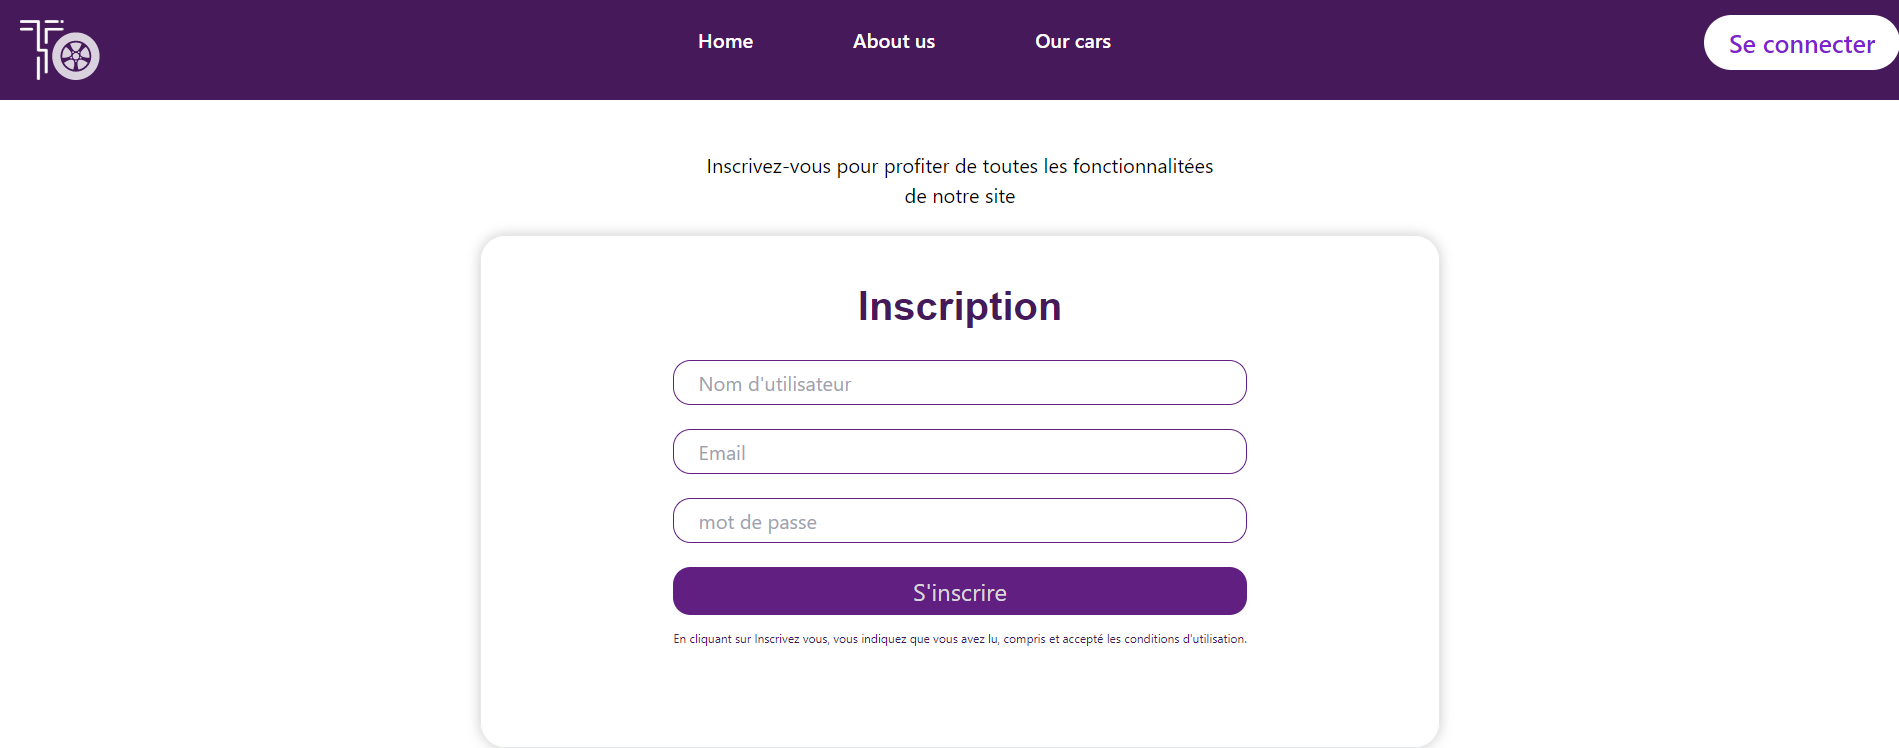 Home About us Our cars Se connecter
Inscrivez-vous pour profiter de toutes les fonctionnalitées
de notre site
Inscription
Nom d'utilisateur
Email
mot de passe
S'inscrire
En cliquant sur Inscrivez vous, vous indiquez que vous avez lu, compris et accepté les conditions d'utilisation.